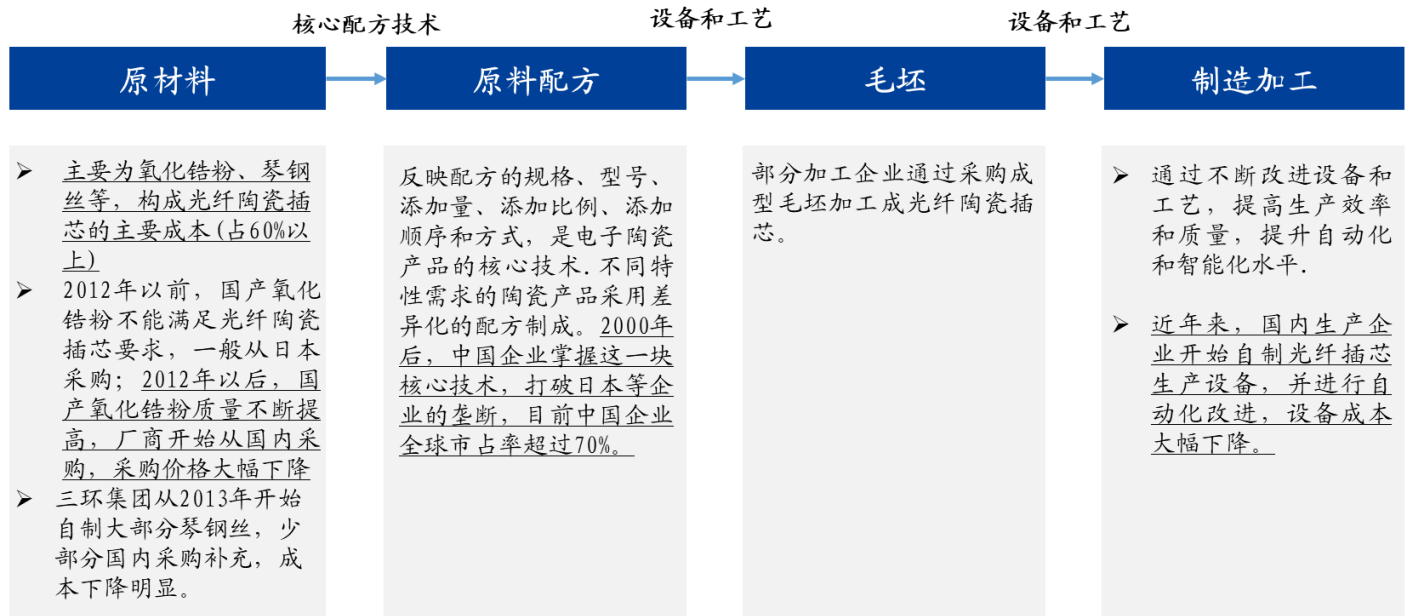 核心配方技术
设备和工艺
设备和工艺
原材料
原料配方
毛坯
制造加工
➢ 主要为氧化锆粉、琴钢
丝等，构成光纤陶瓷插
芯的主要成本(占60%以
上)
➢ 2012年以前，国产氧化
锆粉不能满足光纤陶瓷
插芯要求，一般从日本
采购；2012年以后，国
产氧化锆粉质量不断提
高，厂商开始从国内采
购，采购价格大幅下降
➢ 三环集团从2013年开始
自制大部分琴钢丝，少
部分国内采购补充，成
本下降明显。
反映配方的规格、型号、
添加量、添加比例、添加
顺序和方式，是电子陶瓷
产品的核心技术.不同特
性需求的陶瓷产品采用差
异化的配方制成。2000年
后，中国企业掌握这一块
核心技术，打破日本等企
业的垄断，目前中国企业
全球市占率超过70%。
部分加工企业通过采购成
型毛坯加工成光纤陶瓷插
芯。
➢ 通过不断改进设备和
工艺，提高生产效率
和质量，提升自动化
和智能化水平.
➢ 近年来，国内生产企
业开始自制光纤插芯
生产设备，并进行自
动化改进，设备成本
大幅下降。